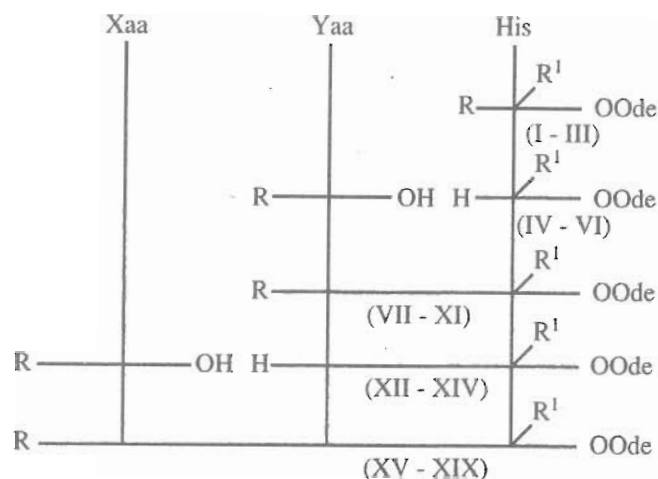 Xaa Yaa His
R¹
R OOde
(I - III)
R¹
R OH H OOde
(IV - VI)
R¹
R OOde
(VII - XI)
R¹
R OH H OOde
(XII - XIV)
R¹
R OOde
(XV - XIX)